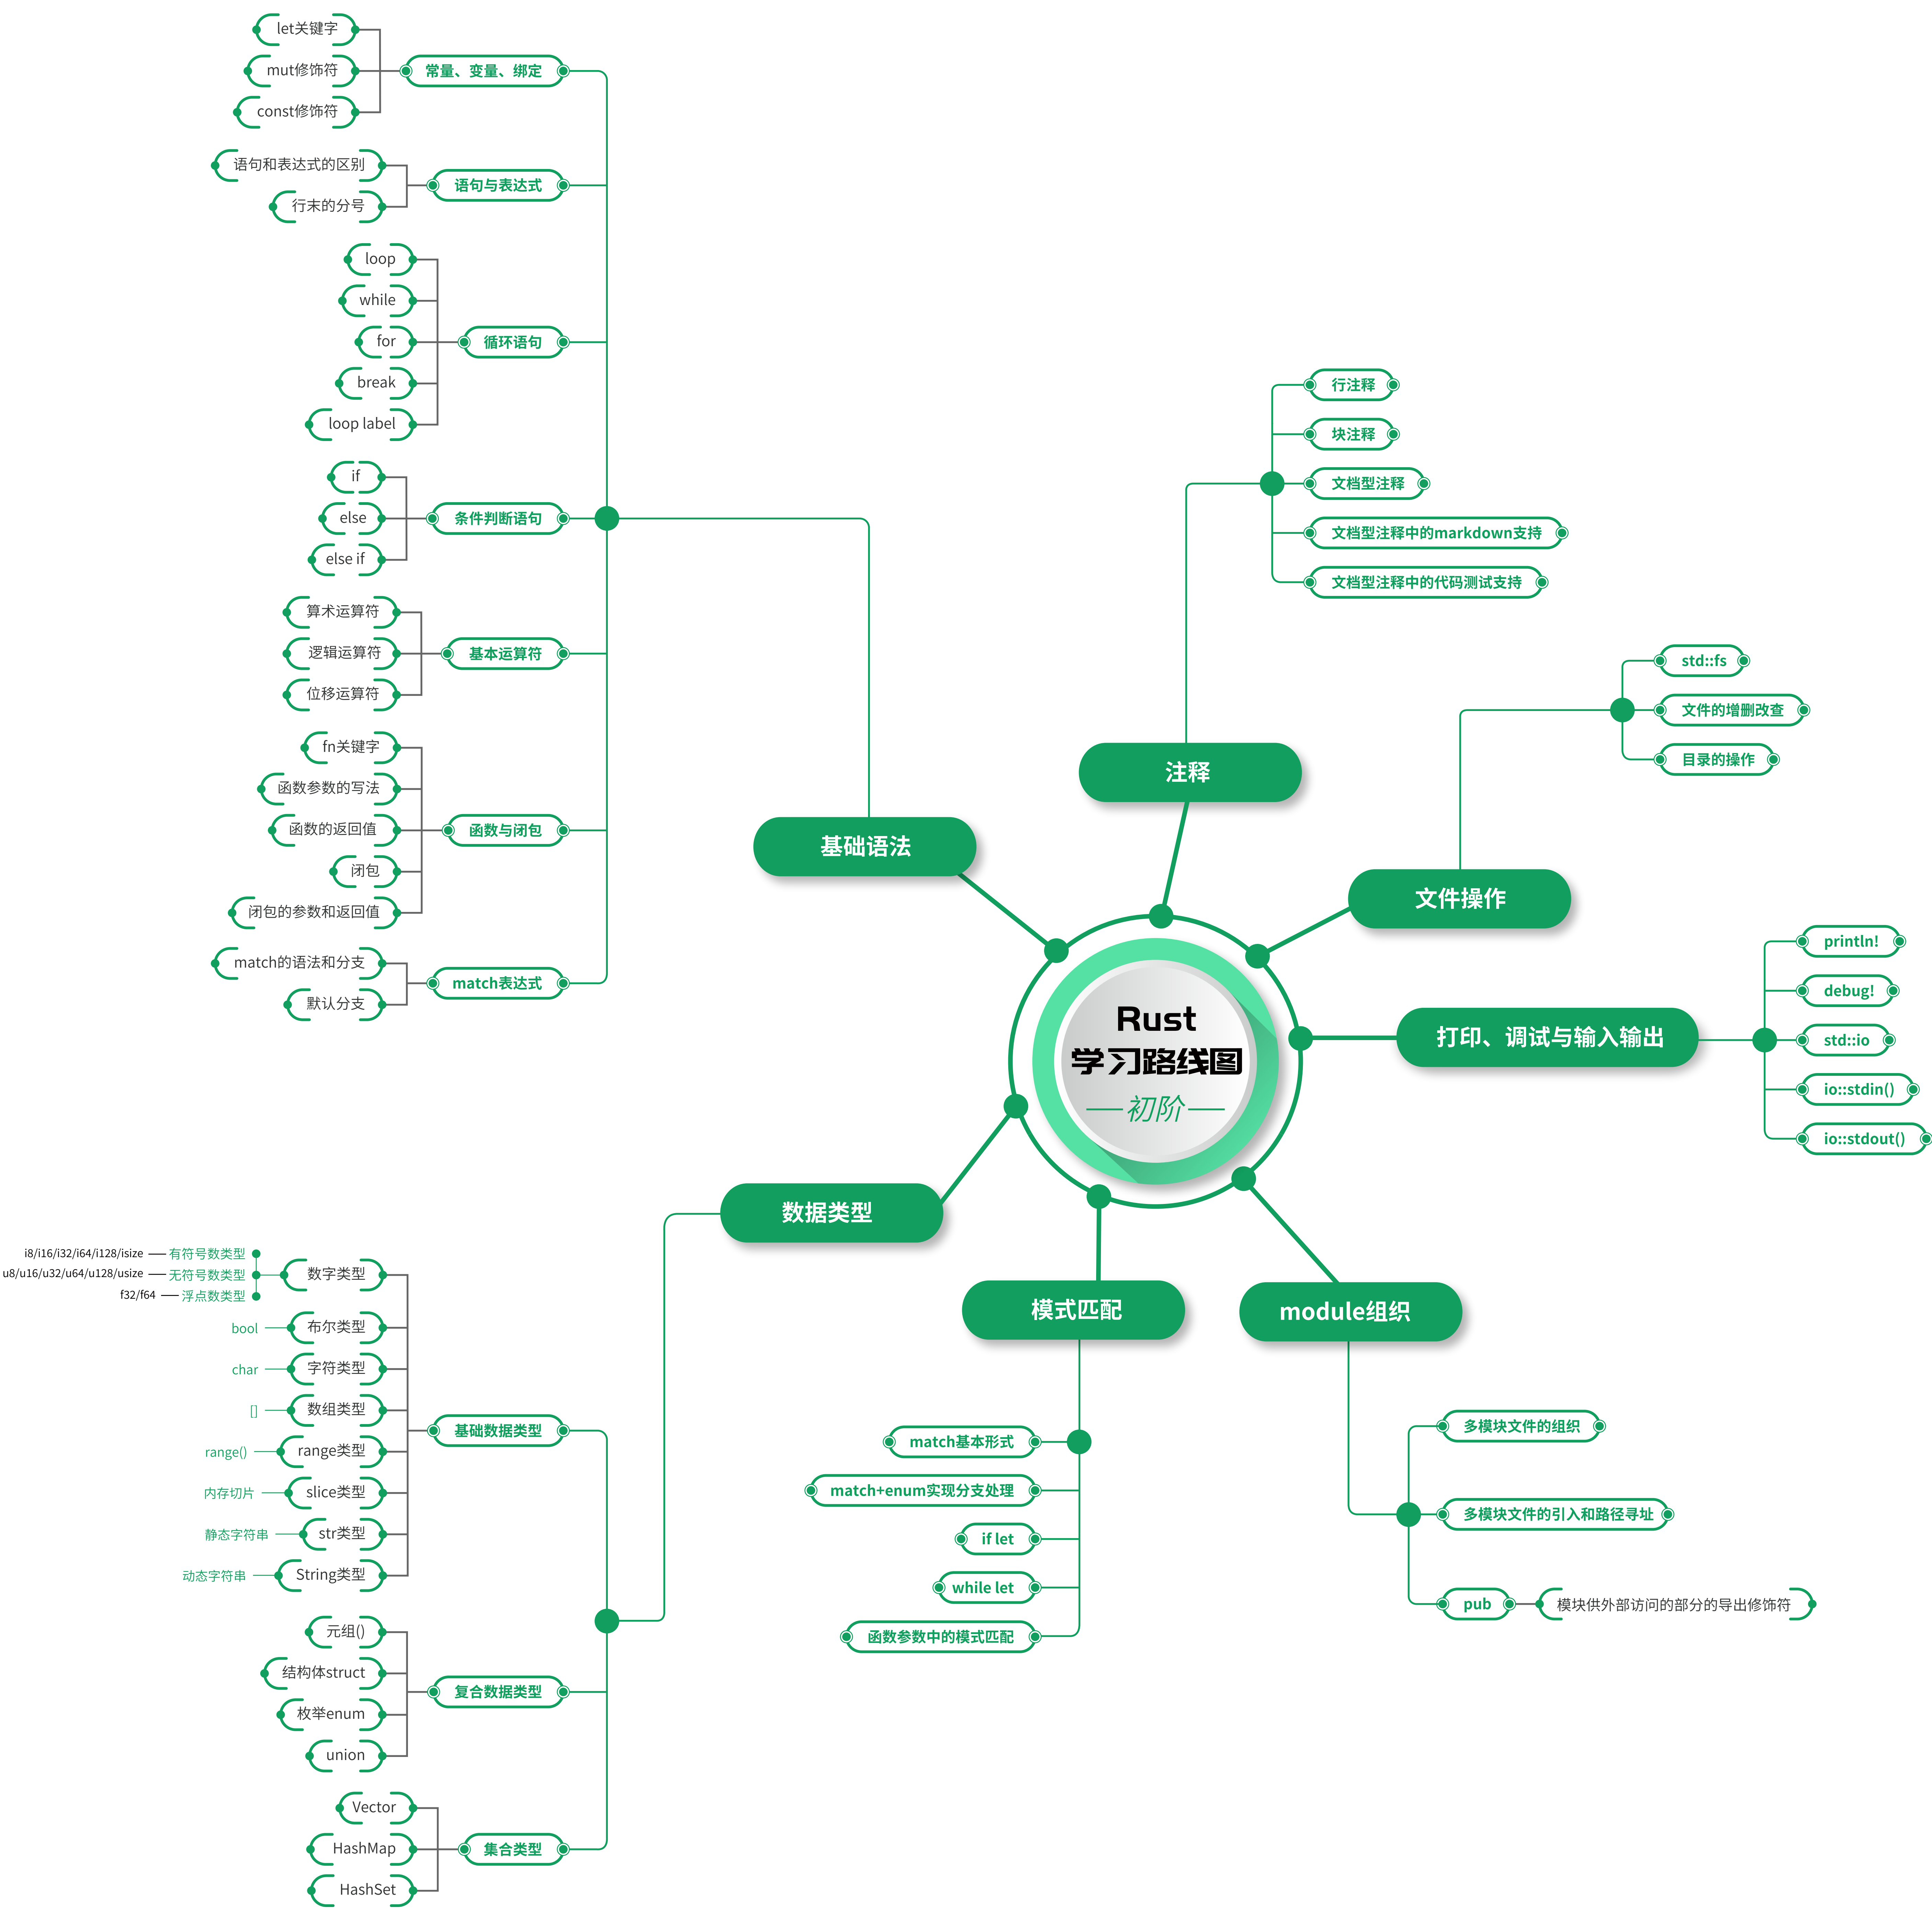 Rust
学习路线图
初阶
基础语法
常量、变量、绑定
let关键字
mut修饰符
const修饰符
语句与表达式
语句和表达式的区别
行末的分号
循环语句
loop
while
for
break
loop label
条件判断语句
if
else
else if
基本运算符
算术运算符
逻辑运算符
位移运算符
函数与闭包
fn关键字
函数参数的写法
函数的返回值
闭包
闭包的参数和返回值
match表达式
match的语法和分支
默认分支
注释
行注释
块注释
文档型注释
文档型注释中的markdown支持
文档型注释中的代码测试支持
文件操作
std::fs
文件的增删改查
目录的操作
打印、调试与输入输出
println!
debug!
std::io
io::stdin()
io::stdout()
module组织
多模块文件的组织
多模块文件的引入和路径寻址
pub
模块供外部访问的部分的导出修饰符
模式匹配
match基本形式
match+enum实现分支处理
if let
while let
函数参数中的模式匹配
数据类型
基础数据类型
数字类型
有符号数类型
i8/i16/i32/i64/i128/isize
无符号数类型
u8/u16/u32/u64/u128/usize
浮点数类型
f32/f64
布尔类型
bool
字符类型
char
数组类型
[]
range类型
range()
slice类型
内存切片
str类型
静态字符串
String类型
动态字符串
复合数据类型
元组()
结构体struct
枚举enum
union
集合类型
Vector
HashMap
HashSet